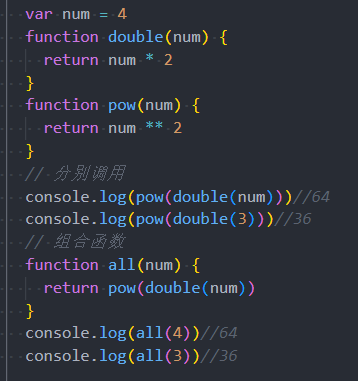 var num = 4
function double(num) {
  return num * 2
}
function pow(num) {
  return num ** 2
}
// 分别调用
console.log(pow(double(num)))//64
console.log(pow(double(3)))//36
// 组合函数
function all(num) {
  return pow(double(num))
}
console.log(all(4))//64
console.log(all(3))//36